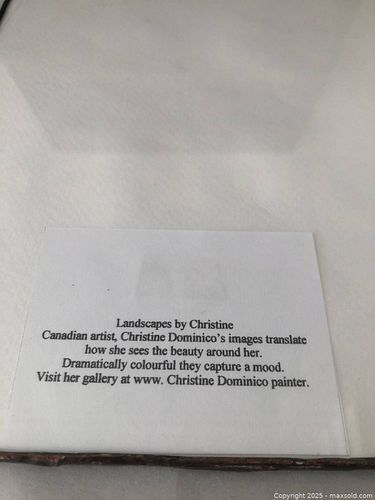 Landscapes by Christine
Canadian artist, Christine Dominico's images translate
how she sees the beauty around her.
Dramatically colourful they capture a mood.
Visit her gallery at www. Christine Dominico painter.
Copyright 2025 - maxsold.com